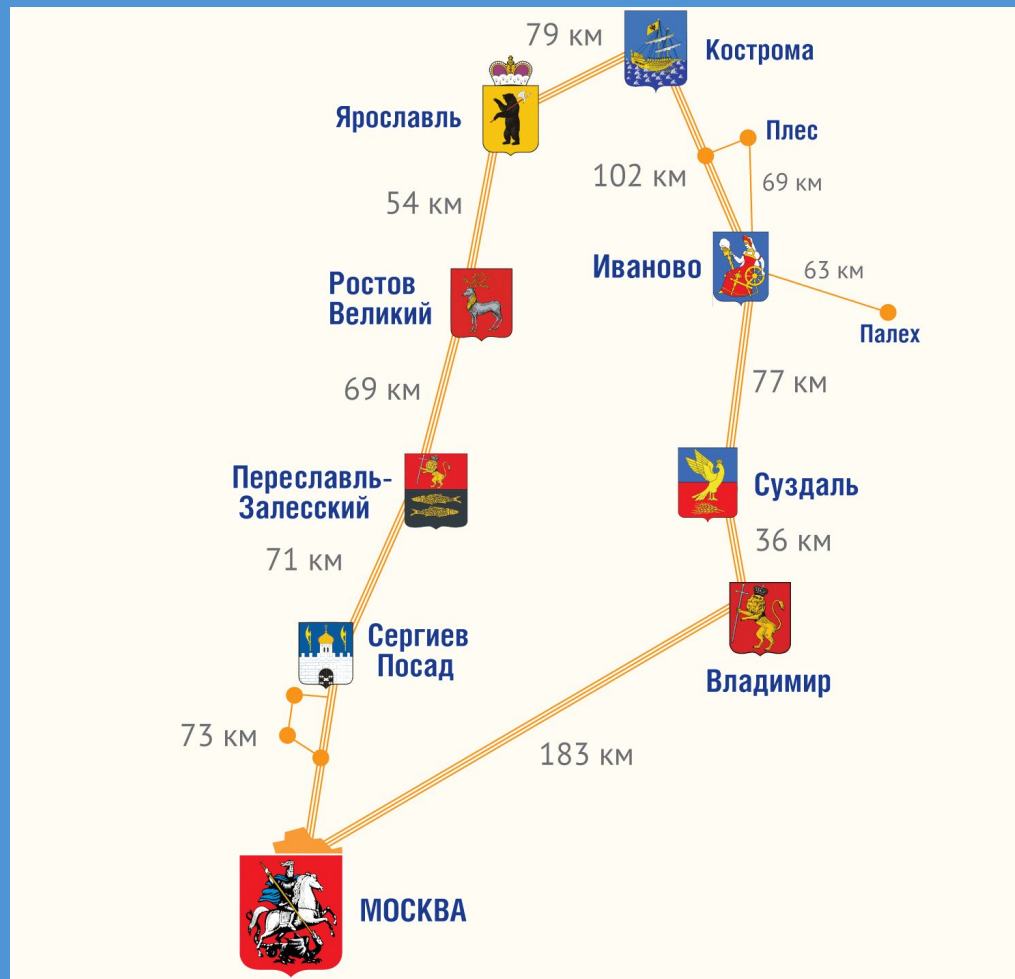 79 км
Кострома
Ярославль
Плес
102 км
69 км
54 км
Иваново
63 км
Ростов
Великий
Палех
69 км
77 км
Переславль-
Залесский
Суздаль
71 км
36 км
Сергиев
Посад
Владимир
73 км
183 км
МОСКВА